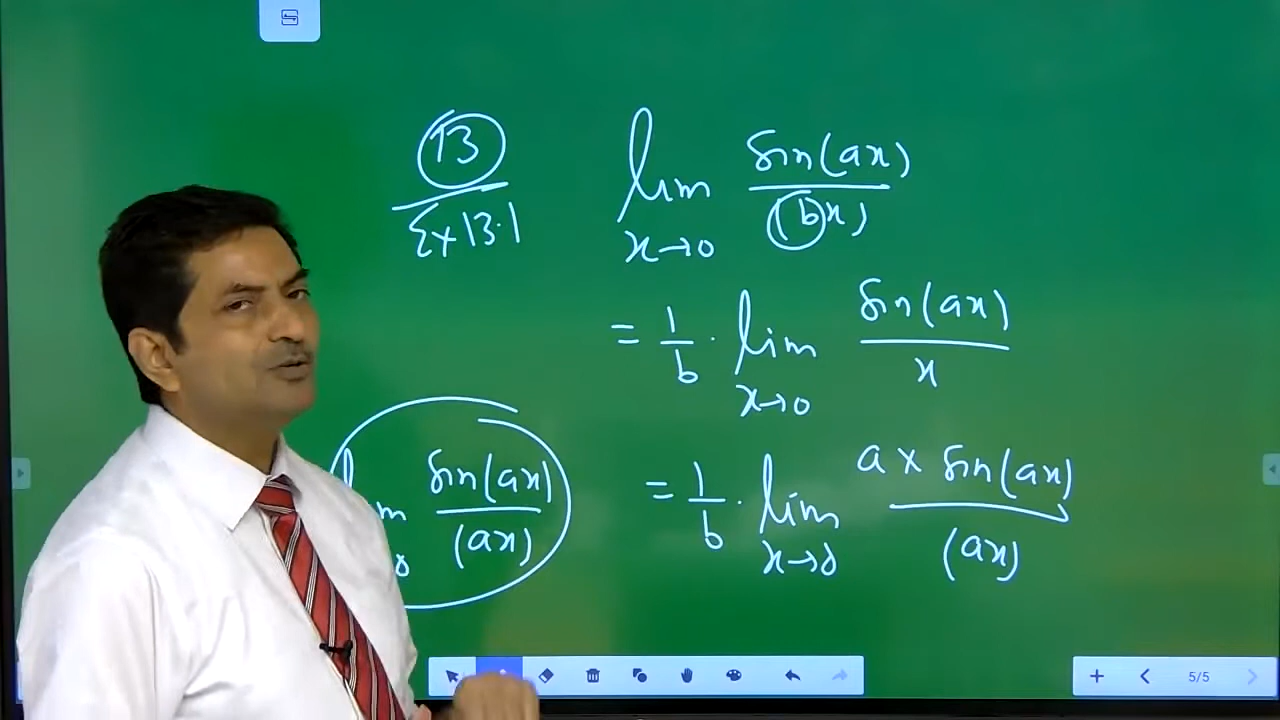 13
Ex 13.1
lim sin(ax)
x→0 (bx)
= 1/b · lim sin(ax)
x→0 x
sin(ax)
(ax)
= 1/b · lim a × sin(ax)
x→0 (ax)
5/5